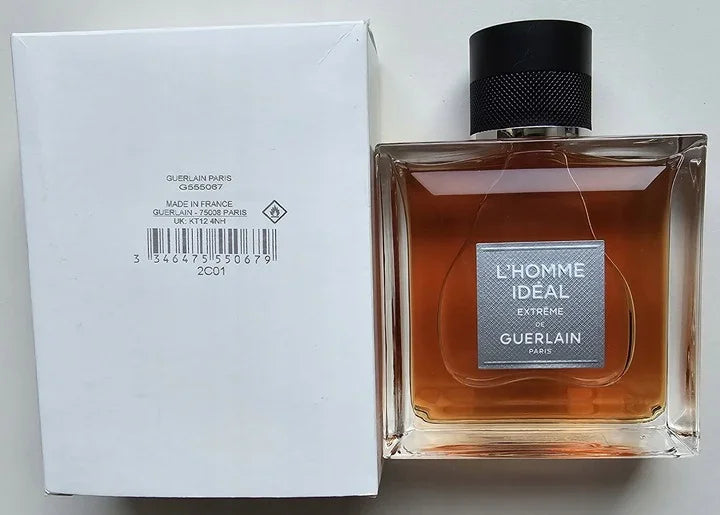 GUERLAIN PARIS
G555067
MADE IN FRANCE
GUERLAIN - 75008 PARIS
UK: KT12 4NH
3 346475 550679
2C01
L'HOMME
IDÉAL
EXTRÊME
DE
GUERLAIN
PARIS